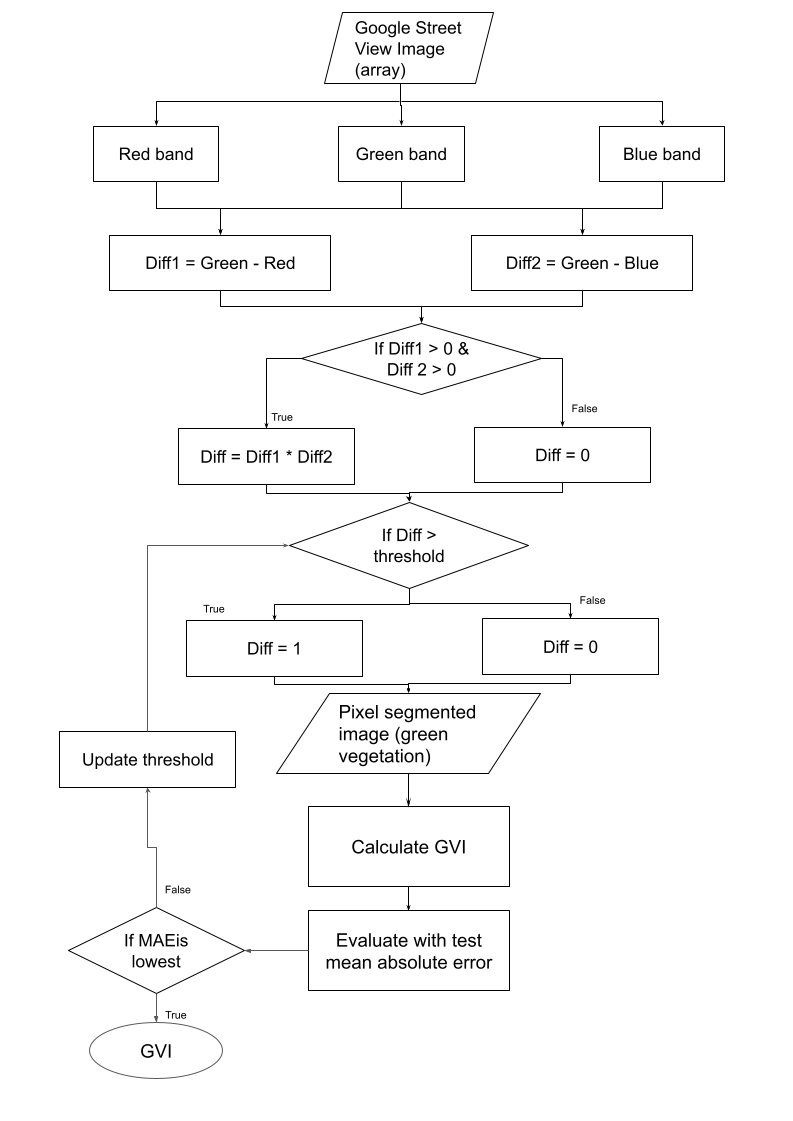 Google Street
View Image
(array)
Red band
Green band
Blue band
Diff1 = Green - Red
Diff2 = Green - Blue
If Diff1 > 0 &
Diff 2 > 0
True
False
Diff = Diff1 * Diff2
Diff = 0
If Diff >
threshold
True
False
Diff = 1
Diff = 0
Pixel segmented
image (green
vegetation)
Update threshold
Calculate GVI
False
If MAEis
lowest
Evaluate with test
mean absolute error
True
GVI